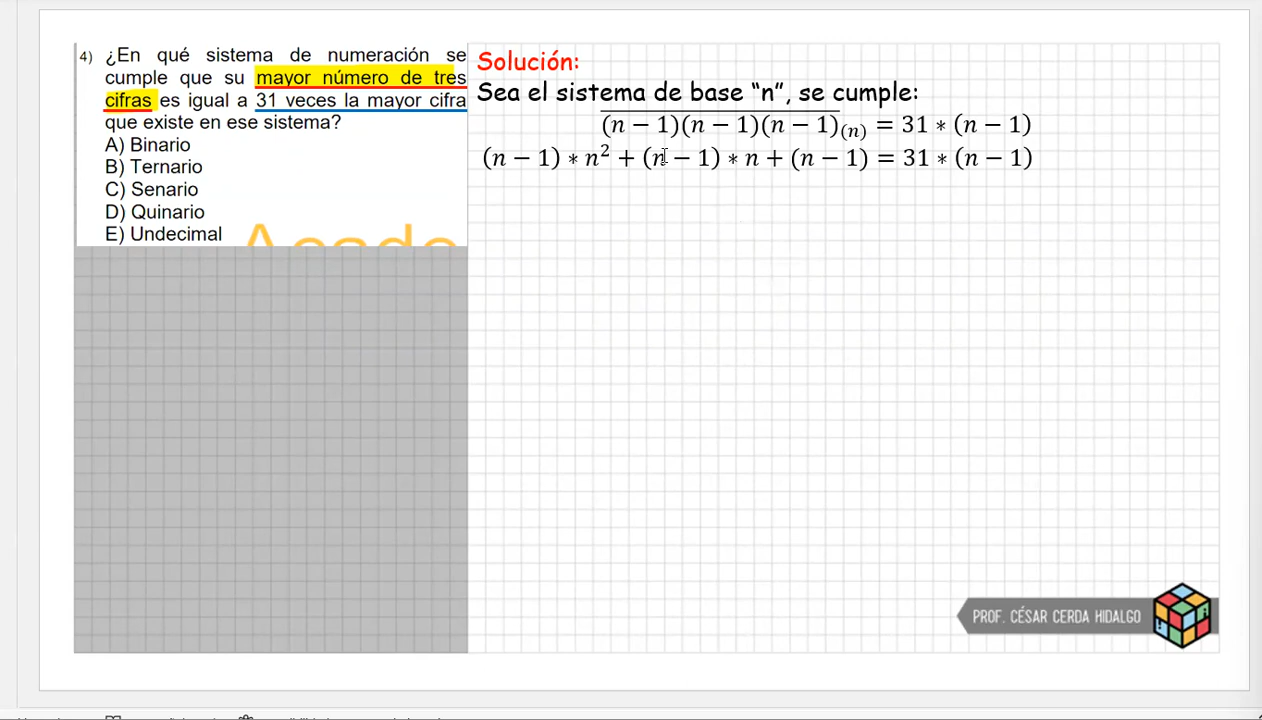 4) ¿En qué sistema de numeración se
cumple que su mayor número de tres
cifras es igual a 31 veces la mayor cifra
que existe en ese sistema?
A) Binario
B) Ternario
C) Senario
D) Quinario
E) Undecimal
Solución:
Sea el sistema de base “n”, se cumple:
(n − 1)(n − 1)(n − 1)(n) = 31 ∗ (n − 1)
(n − 1) ∗ n² + (n − 1) ∗ n + (n − 1) = 31 ∗ (n − 1)
PROF. CÉSAR CERDA HIDALGO